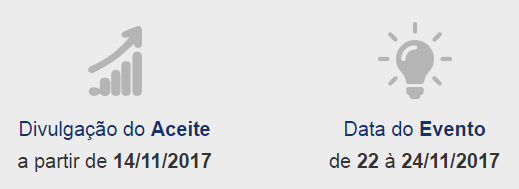 Divulgação do Aceite
a partir de 14/11/2017
Data do Evento
de 22 à 24/11/2017